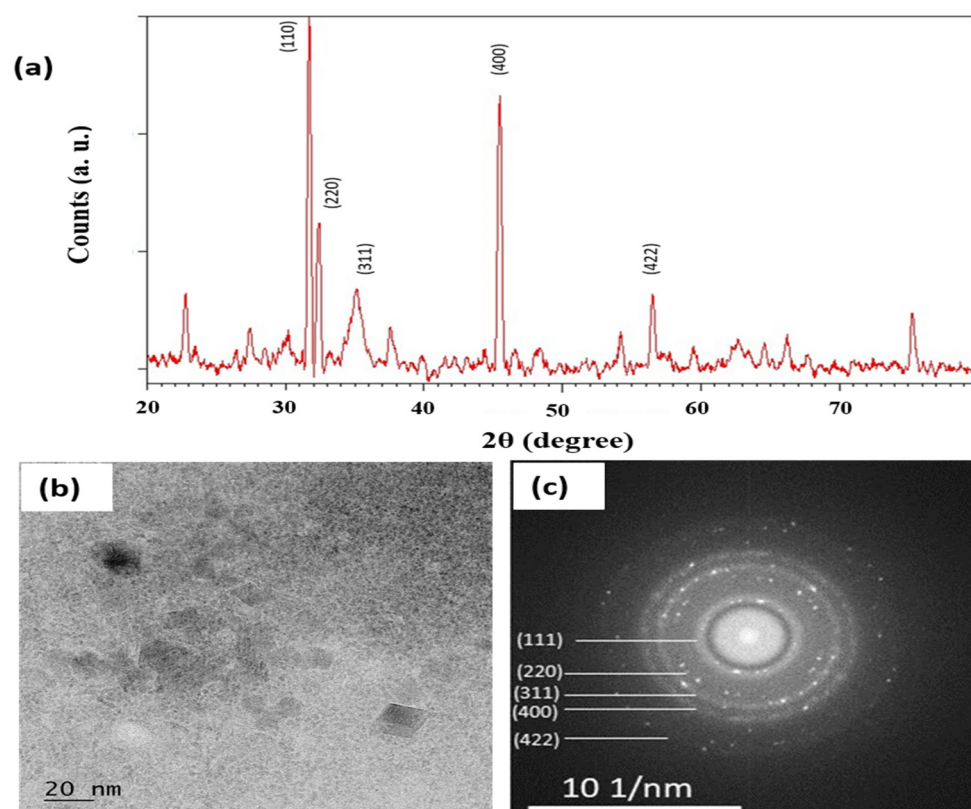 (a)
Counts (a. u.)
(110)
(220)
(311)
(400)
(422)
20 30 40 50 60 70
2θ (degree)
(b)
20 nm
(c)
(111)
(220)
(311)
(400)
(422)
10 1/nm